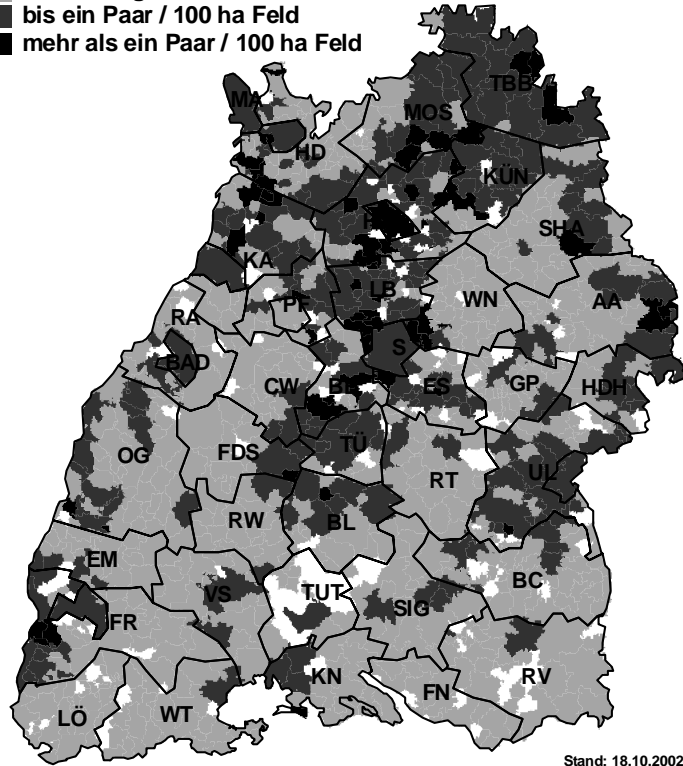 bis ein Paar / 100 ha Feld
mehr als ein Paar / 100 ha Feld
TBB
MA
MOS
HD
KÜN
SHA
KA
LB
WN
AA
PF
RA
S
BAD
CW
ES
GP
HDH
TÜ
OG
FDS
UL
RT
RW
BL
EM
BC
VS
TUT
SIG
FR
KN
RV
FN
LÖ
WT
Stand: 18.10.2002